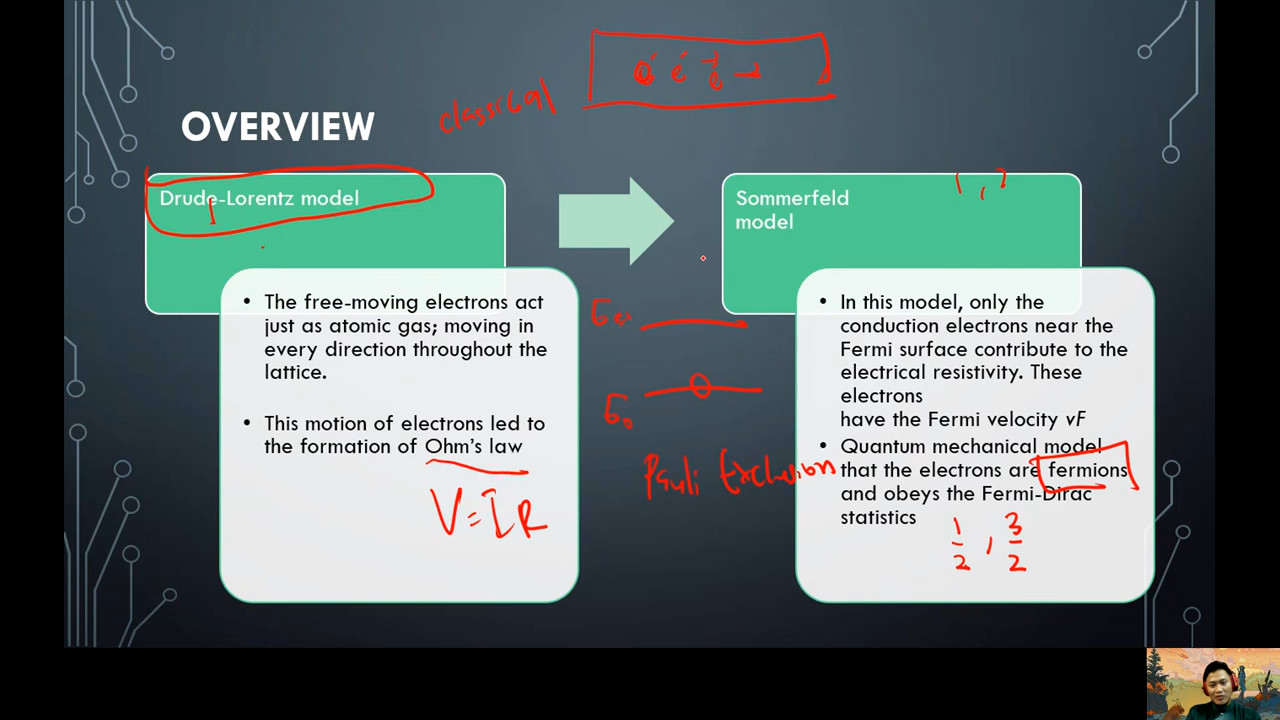 classical
OVERVIEW
Drude-Lorentz model
• The free-moving electrons act
just as atomic gas; moving in
every direction throughout the
lattice.
• This motion of electrons led to
the formation of Ohm's law
V = IR
E₀
Pauli Exclusion
Sommerfeld
model
• In this model, only the
conduction electrons near the
Fermi surface contribute to the
electrical resistivity. These
electrons
have the Fermi velocity vF
• Quantum mechanical model
that the electrons are fermions
and obeys the Fermi-Dirac
statistics
1/2, 3/2